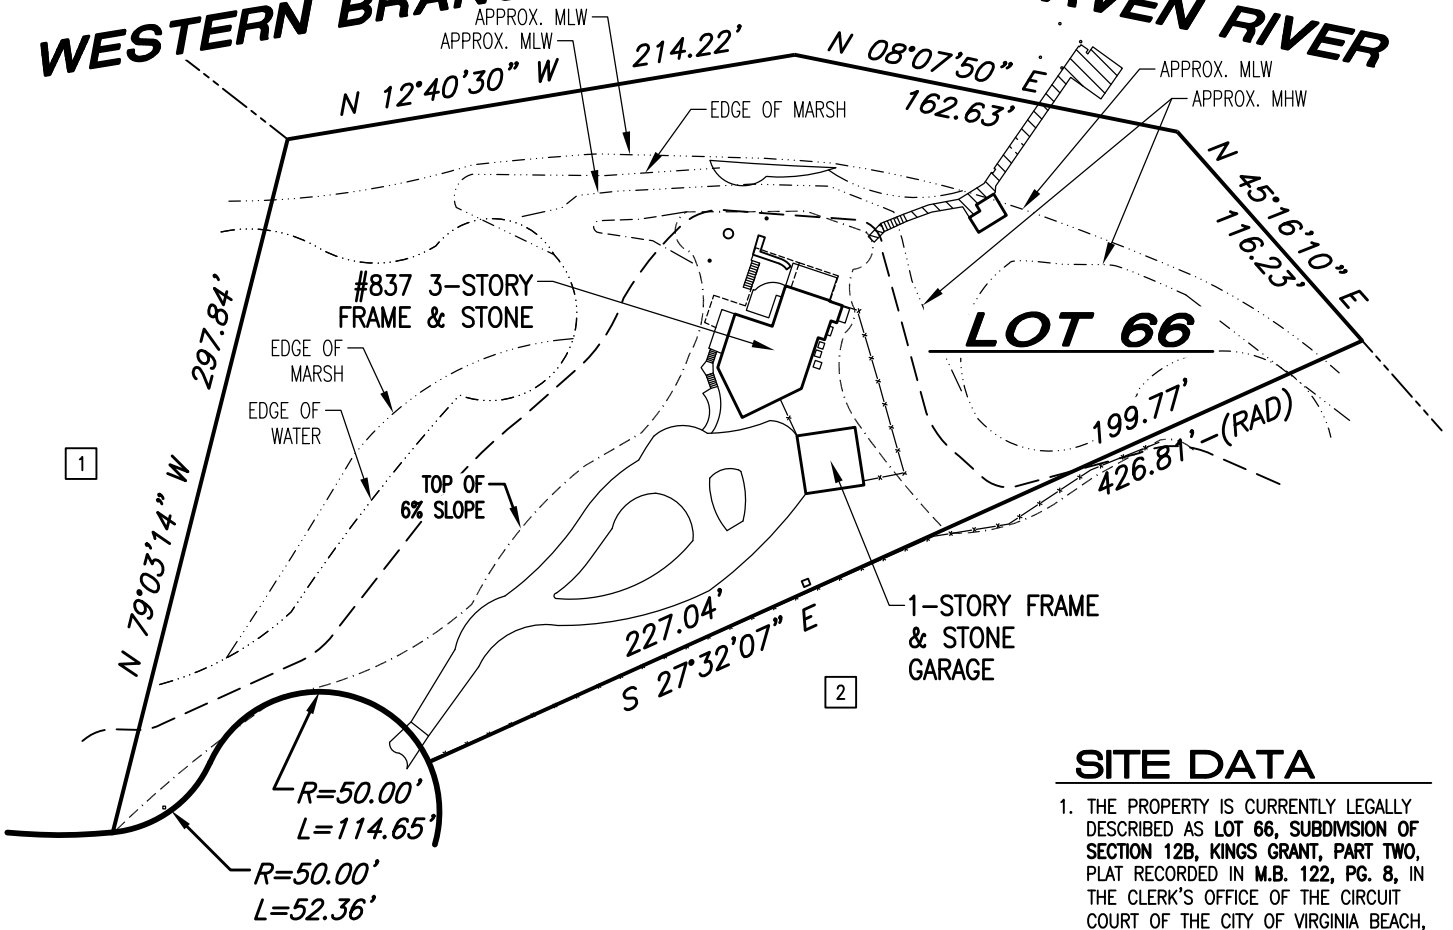 WESTERN BRAN
AVEN RIVER
APPROX. MLW
APPROX. MLW
214.22'
N 12°40'30" W
N 08°07'50" E
162.63'
APPROX. MLW
APPROX. MHW
EDGE OF MARSH
N 45°16'10" E
116.23'
297.84'
N 79°03'14" W
#837 3-STORY
FRAME & STONE
LOT 66
EDGE OF
MARSH
EDGE OF
WATER
1
TOP OF
6% SLOPE
199.77'
426.81'-(RAD)
227.04'
S 27°32'07" E
1-STORY FRAME
& STONE
GARAGE
2
R=50.00'
L=114.65'
R=50.00'
L=52.36'
SITE DATA
1. THE PROPERTY IS CURRENTLY LEGALLY
DESCRIBED AS LOT 66, SUBDIVISION OF
SECTION 12B, KINGS GRANT, PART TWO,
PLAT RECORDED IN M.B. 122, PG. 8, IN
THE CLERK'S OFFICE OF THE CIRCUIT
COURT OF THE CITY OF VIRGINIA BEACH,